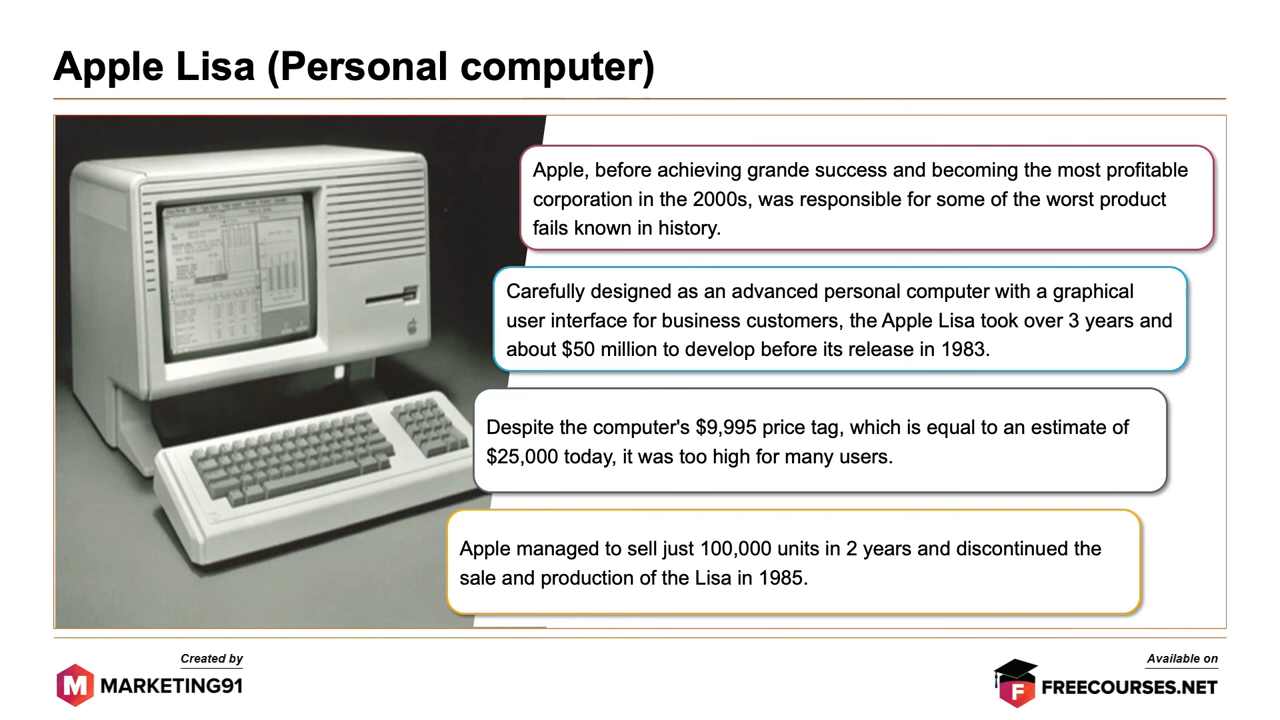 Apple Lisa (Personal computer)
Apple, before achieving grande success and becoming the most profitable
corporation in the 2000s, was responsible for some of the worst product
fails known in history.
Carefully designed as an advanced personal computer with a graphical
user interface for business customers, the Apple Lisa took over 3 years and
about $50 million to develop before its release in 1983.
Despite the computer's $9,995 price tag, which is equal to an estimate of
$25,000 today, it was too high for many users.
Apple managed to sell just 100,000 units in 2 years and discontinued the
sale and production of the Lisa in 1985.
Created by
M MARKETING91
Available on
F FREECOURSES.NET